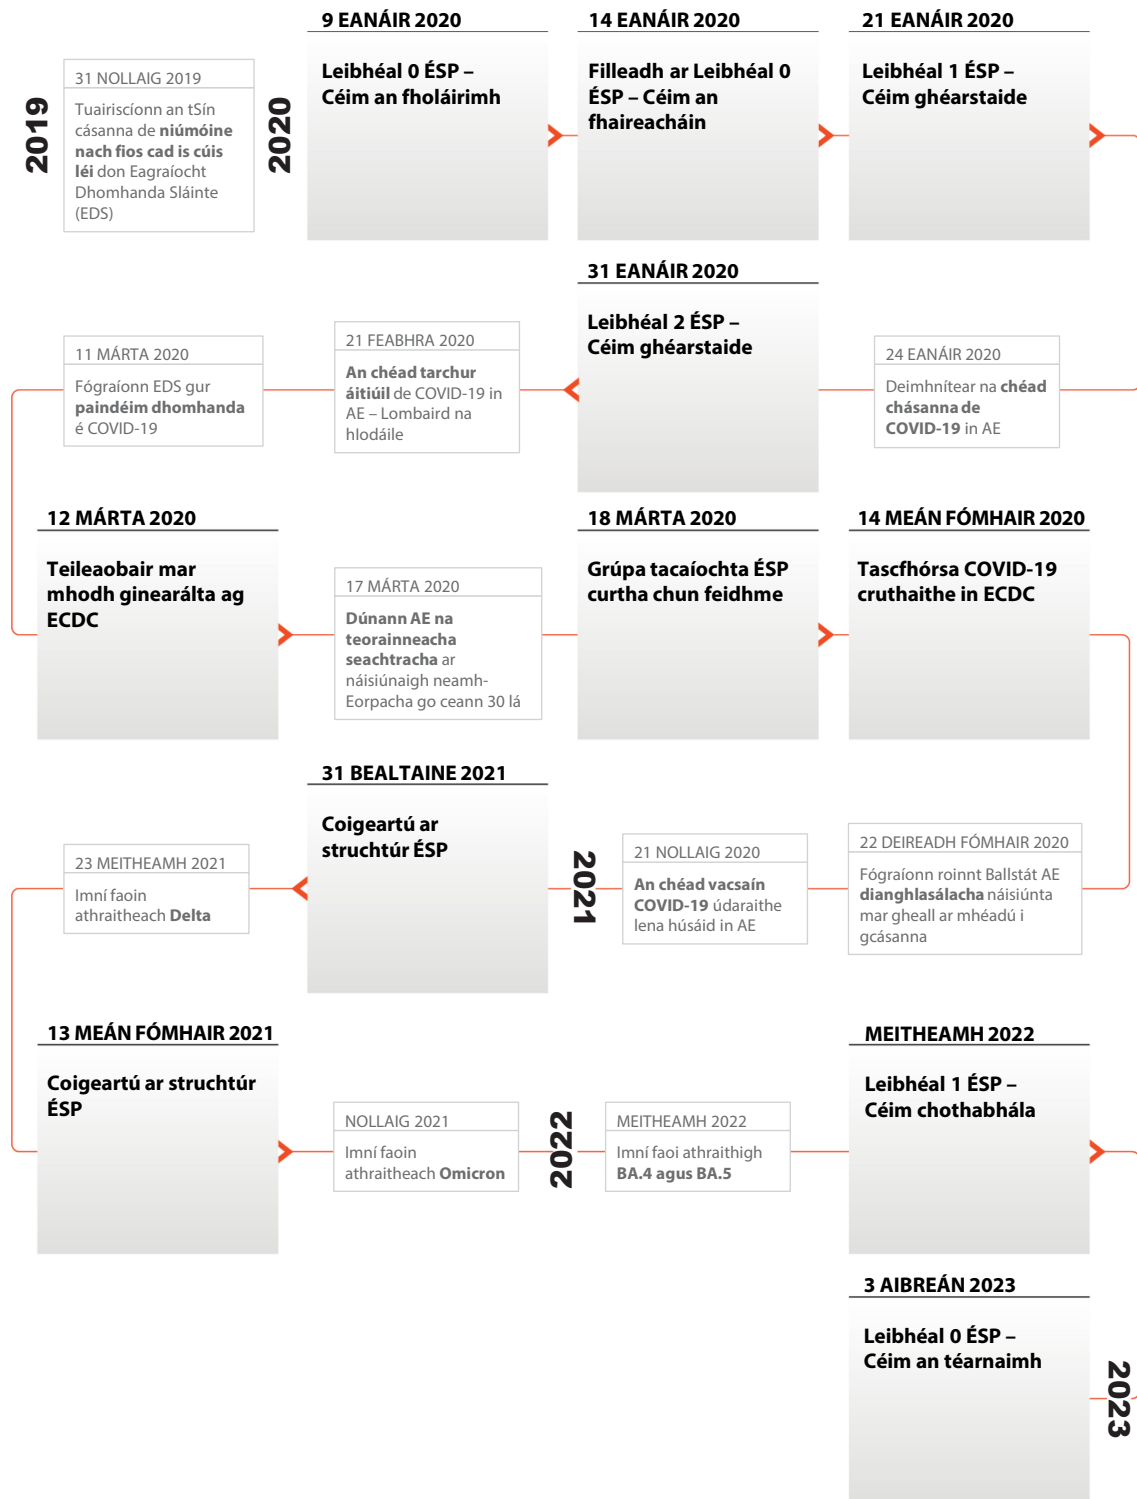 2019
31 NOLLAIG 2019
Tuairiscíonn an tSín
cásanna de niúmóine
nach fios cad is cúis
léi don Eagraíocht
Dhomhanda Sláinte
(EDS)
2020
9 EANÁIR 2020
Leibhéal 0 ÉSP –
Céim an fholáirimh
14 EANÁIR 2020
Filleadh ar Leibhéal 0
ÉSP – Céim an
fhaireacháin
21 EANÁIR 2020
Leibhéal 1 ÉSP –
Céim ghéarstaide
24 EANÁIR 2020
Deimhnítear na chéad
chásanna de
COVID-19 in AE
31 EANÁIR 2020
Leibhéal 2 ÉSP –
Céim ghéarstaide
21 FEABHRA 2020
An chéad tarchur
áitiúil de COVID-19 in
AE – Lombaird na
hIodáile
11 MÁRTA 2020
Fógraíonn EDS gur
paindéim dhomhanda
é COVID-19
12 MÁRTA 2020
Teileaobair mar
mhodh ginearálta ag
ECDC
17 MÁRTA 2020
Dúnann AE na
teorainneacha
seachtracha ar
náisiúnaigh neamh-
Eorpacha go ceann 30 lá
18 MÁRTA 2020
Grúpa tacaíochta ÉSP
curtha chun feidhme
14 MEÁN FÓMHAIR 2020
Tascfhórsa COVID-19
cruthaithe in ECDC
22 DEIREADH FÓMHAIR 2020
Fógraíonn roinnt Ballstát AE
dianghlasálacha náisiúnta
mar gheall ar mhéadú i
gcásanna
21 NOLLAIG 2020
An chéad vacsaín
COVID-19 údaraithe
lena húsáid in AE
2021
31 BEALTAINE 2021
Coigeartú ar
struchtúr ÉSP
23 MEITHEAMH 2021
Imní faoin
athraitheach Delta
13 MEÁN FÓMHAIR 2021
Coigeartú ar struchtúr
ÉSP
NOLLAIG 2021
Imní faoin
athraitheach Omicron
2022
MEITHEAMH 2022
Imní faoi athraithigh
BA.4 agus BA.5
MEITHEAMH 2022
Leibhéal 1 ÉSP –
Céim chothabhála
2023
3 AIBREÁN 2023
Leibhéal 0 ÉSP –
Céim an téarnaimh